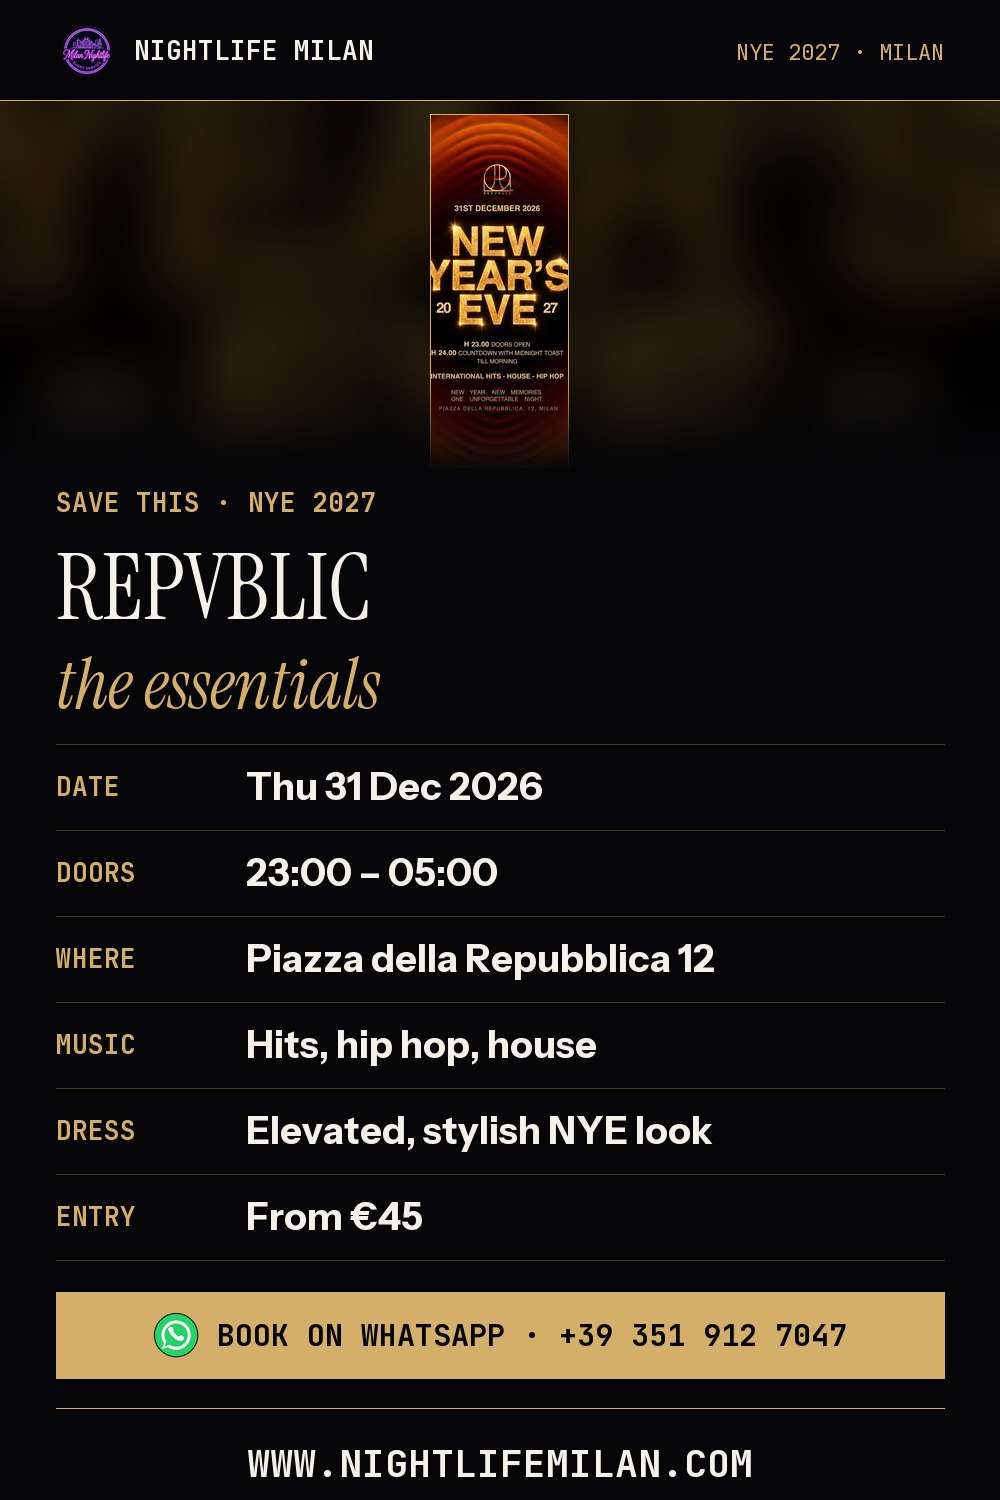 Milan Nightlife
NIGHTLIFE MILAN
NYE 2027 · MILAN
REPVBLIC
31ST DECEMBER 2026
NEW
YEAR'S
20 EVE 27
H 23.00 DOORS OPEN
H 24.00 COUNTDOWN WITH MIDNIGHT TOAST
TILL MORNING
INTERNATIONAL HITS - HOUSE - HIP HOP
NEW YEAR. NEW MEMORIES.
ONE UNFORGETTABLE NIGHT.
PIAZZA DELLA REPUBBLICA, 12, MILAN
SAVE THIS · NYE 2027
REPVBLIC
the essentials
DATE Thu 31 Dec 2026
DOORS 23:00 – 05:00
WHERE Piazza della Repubblica 12
MUSIC Hits, hip hop, house
DRESS Elevated, stylish NYE look
ENTRY From €45
BOOK ON WHATSAPP · +39 351 912 7047
WWW.NIGHTLIFEMILAN.COM